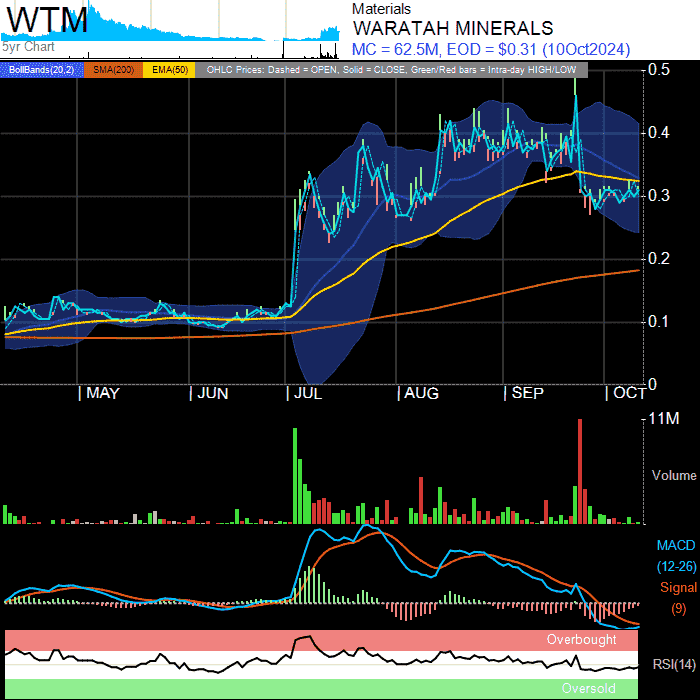 WTM
5yr Chart
Materials
WARATAH MINERALS
MC = 62.5M, EOD = $0.31 (10Oct2024)
BollBands(20,2) SMA(200) EMA(50) OHLC Prices: Dashed = OPEN, Solid = CLOSE, Green/Red bars = Intra-day HIGH/LOW
0.5
0.4
0.3
0.2
0.1
0
| MAY | JUN | JUL | AUG | SEP | OCT
11M
Volume
MACD
(12-26)
Signal
(9)
Overbought
RSI(14)
Oversold